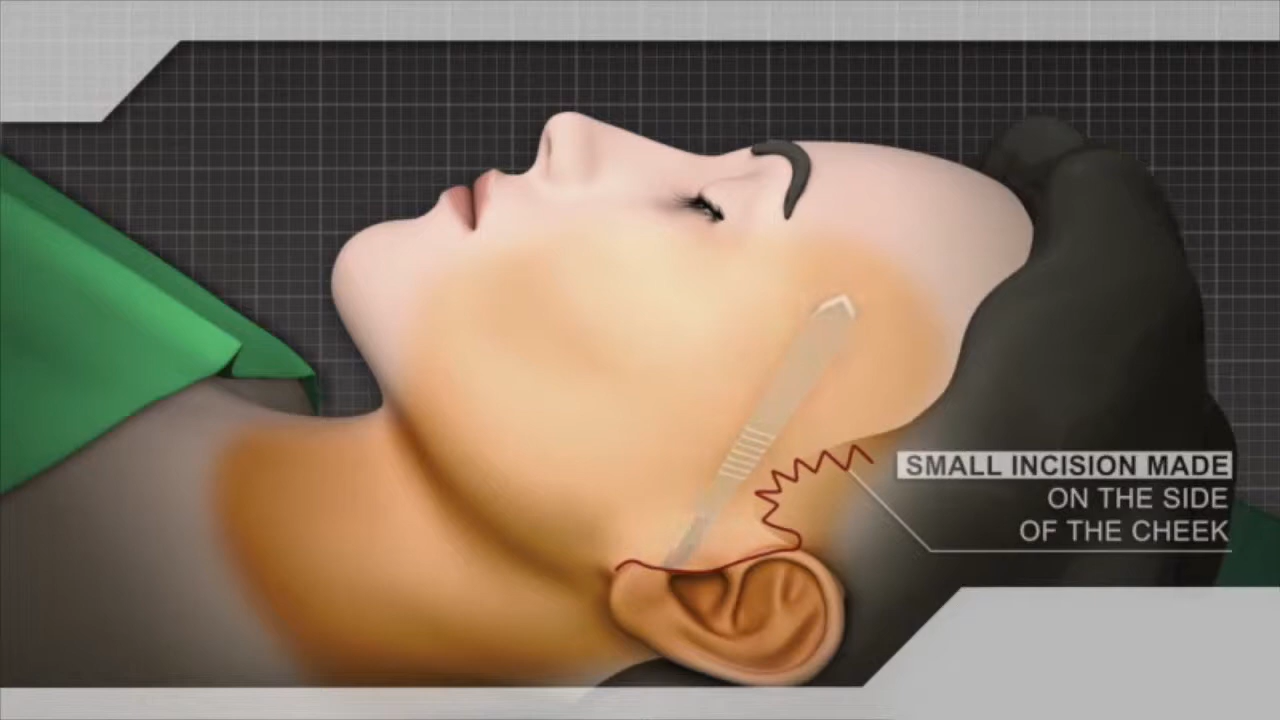 SMALL INCISION MADE
ON THE SIDE
OF THE CHEEK